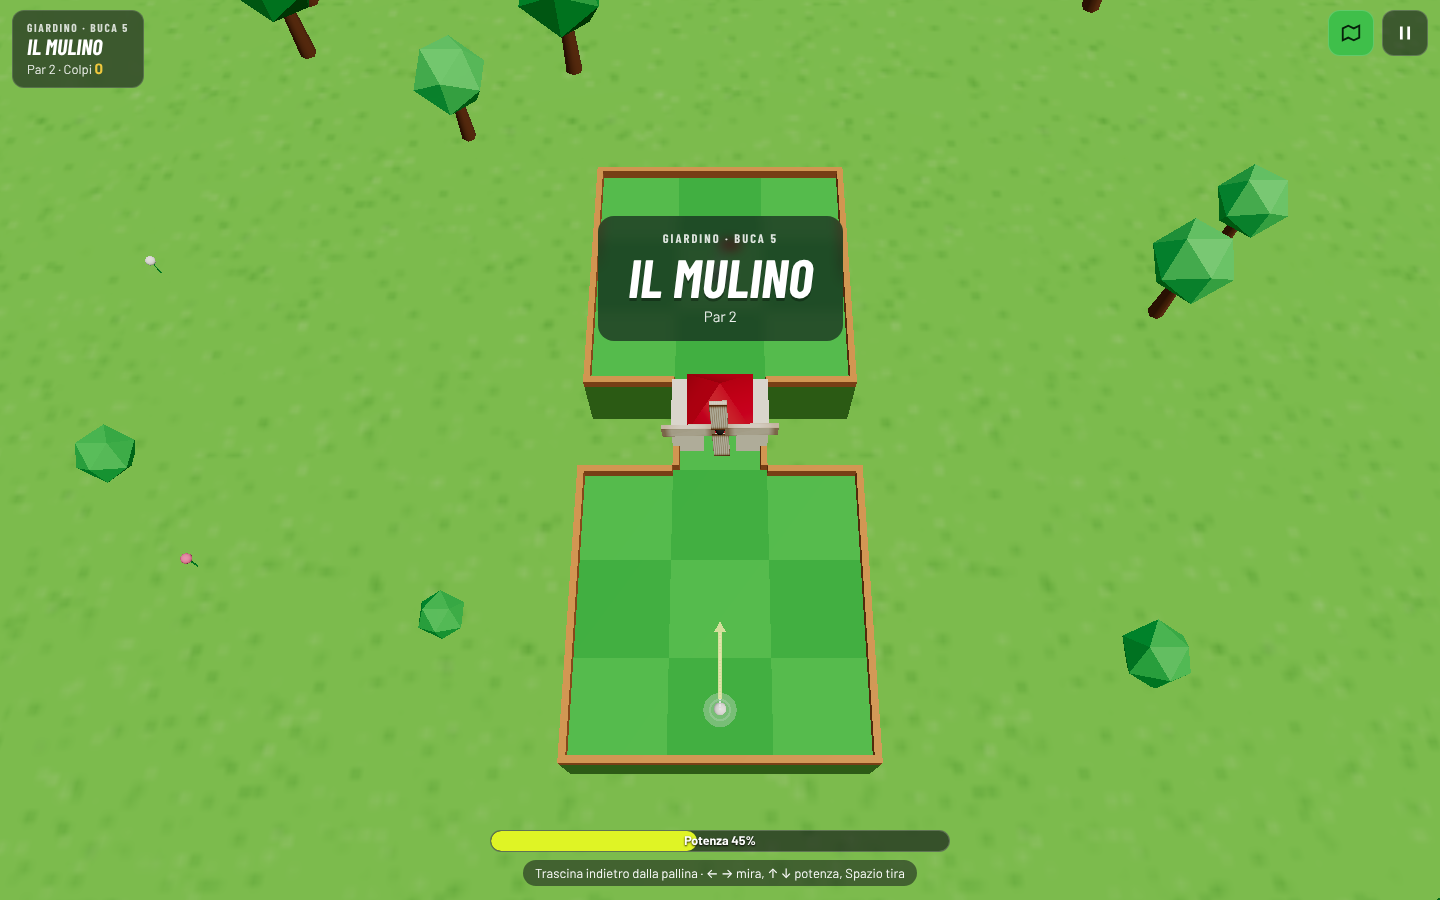 GIARDINO · BUCA 5
IL MULINO
Par 2 · Colpi 0
GIARDINO · BUCA 5
IL MULINO
Par 2
Potenza 45%
Trascina indietro dalla pallina · ← → mira, ↑ ↓ potenza, Spazio tira